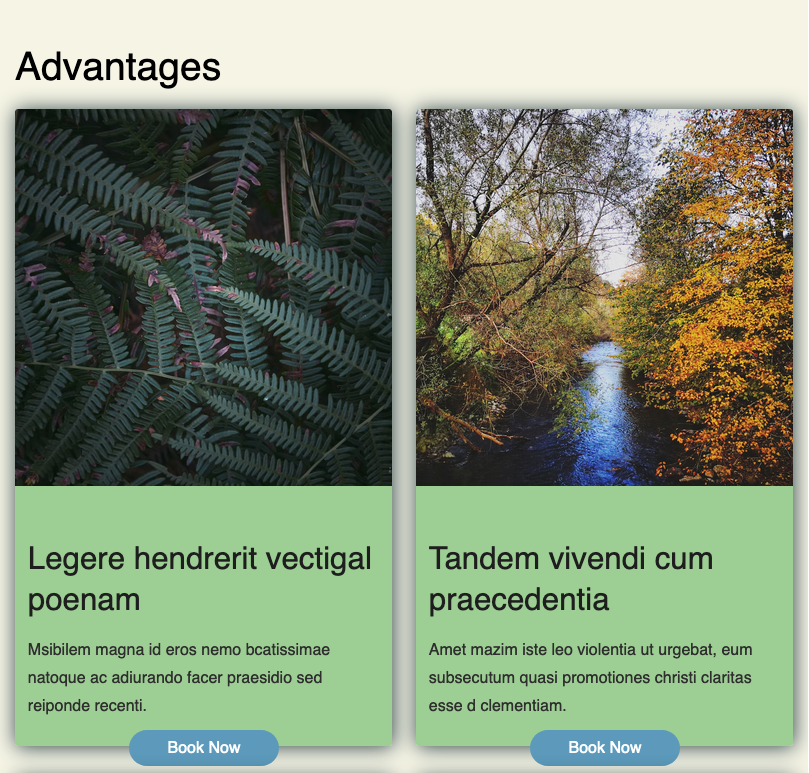 Advantages
Legere hendrerit vectigal
poenam
Msibilem magna id eros nemo bcatissimae
natoque ac adiurando facer praesidio sed
reiponde recenti.
Book Now
Tandem vivendi cum
praecedentia
Amet mazim iste leo violentia ut urgebat, eum
subsecutum quasi promotiones christi claritas
esse d clementiam.
Book Now